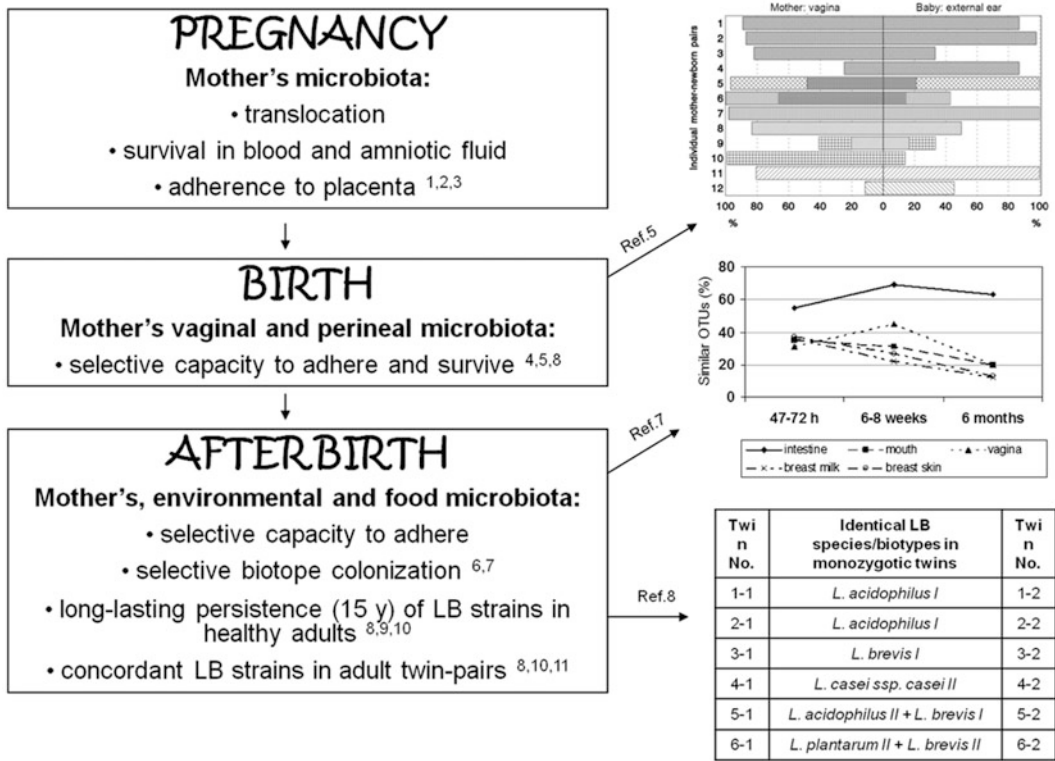 PREGNANCY
Mother's microbiota:
• translocation
• survival in blood and amniotic fluid
• adherence to placenta 1,2,3
BIRTH
Mother's vaginal and perineal microbiota:
• selective capacity to adhere and survive 4,5,8
AFTERBIRTH
Mother's, environmental and food microbiota:
• selective capacity to adhere
• selective biotope colonization 6,7
• long-lasting persistence (15 y) of LB strains in
healthy adults 8,9,10
• concordant LB strains in adult twin-pairs 8,10,11
Ref.5
Ref.7
Ref.8
Mother: vagina Baby: external ear
Individual mother-newborn pairs
1
2
3
4
5
6
7
8
9
10
11
12
100 80 60 40 20 0 20 40 60 80 100
% %
Similar OTUs (%)
80
60
40
20
0
47-72 h 6-8 weeks 6 months
intestine mouth vagina
breast milk breast skin
Twi Identical LB Twi
n species/biotypes in n
No. monozygotic twins No.
1-1 L. acidophilus I 1-2
2-1 L. acidophilus I 2-2
3-1 L. brevis I 3-2
4-1 L. casei ssp. casei II 4-2
5-1 L. acidophilus II + L. brevis I 5-2
6-1 L. plantarum II + L. brevis II 6-2